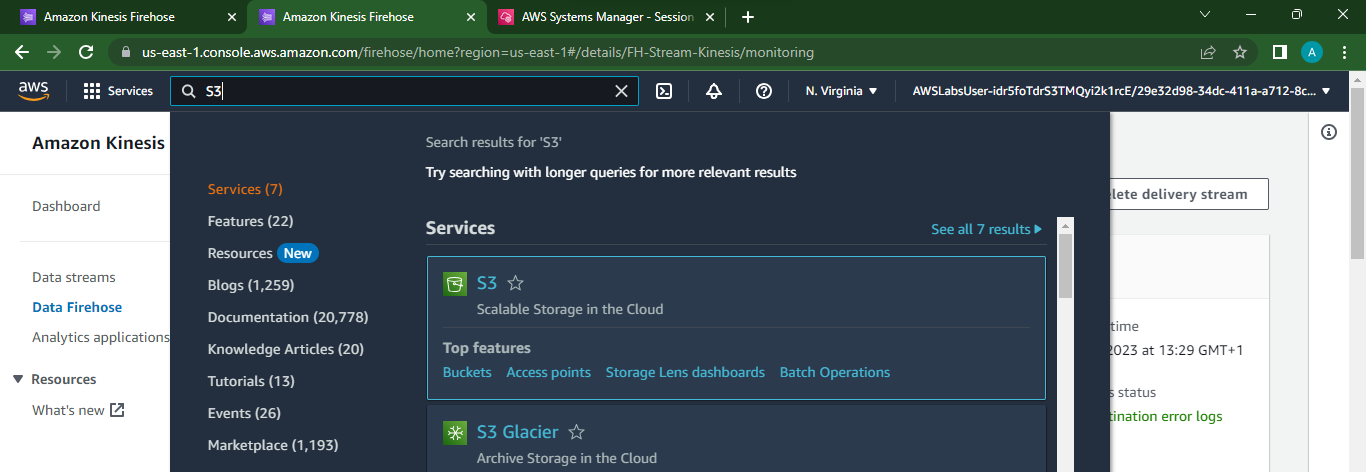 Amazon Kinesis Firehose
Amazon Kinesis Firehose
AWS Systems Manager - Session
us-east-1.console.aws.amazon.com/firehose/home?region=us-east-1#/details/FH-Stream-Kinesis/monitoring
A
aws
Services
S3
N. Virginia
AWSLabsUser-idr5foTdrS3TMQyi2k1rcE/29e32d98-34dc-411a-a712-8c...
Amazon Kinesis
Dashboard
Data streams
Data Firehose
Analytics applications
Resources
What's new
Services (7)
Features (22)
Resources New
Blogs (1,259)
Documentation (20,778)
Knowledge Articles (20)
Tutorials (13)
Events (26)
Marketplace (1,193)
Search results for 'S3'
Try searching with longer queries for more relevant results
Services
See all 7 results
S3
Scalable Storage in the Cloud
Top features
Buckets Access points Storage Lens dashboards Batch Operations
S3 Glacier
Archive Storage in the Cloud
lete delivery stream
time
2023 at 13:29 GMT+1
s status
tination error logs